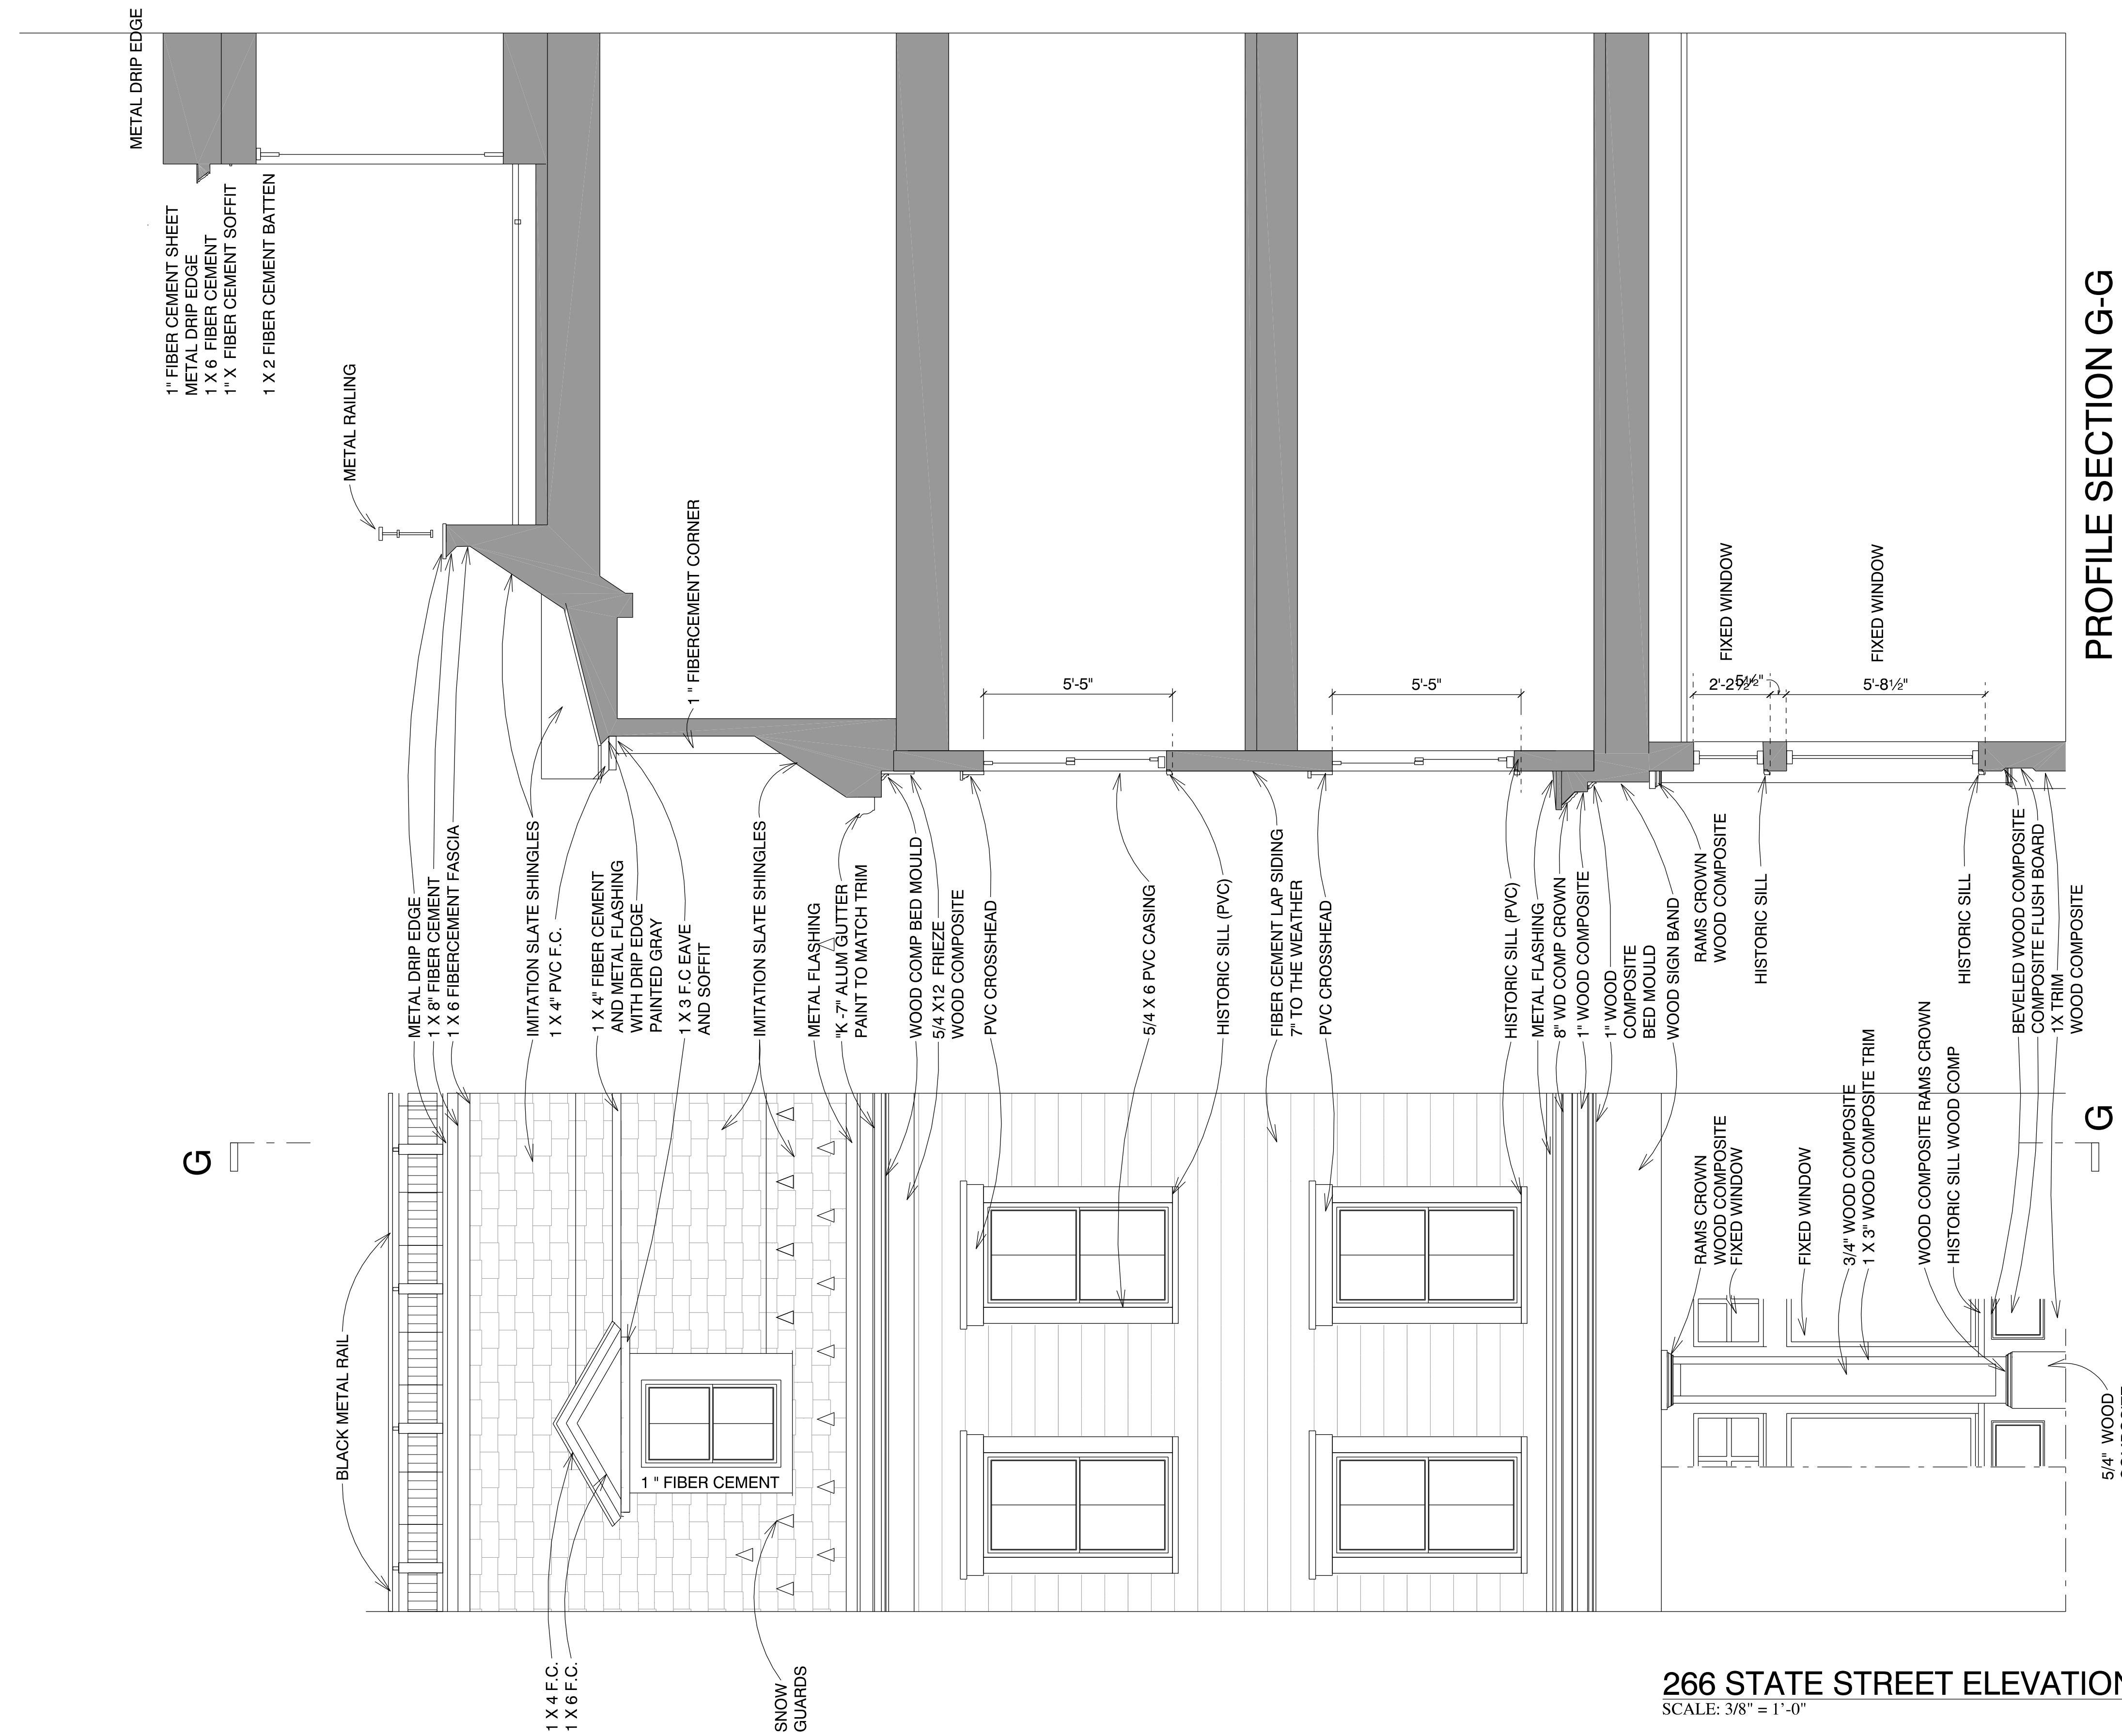 METAL DRIP EDGE
1" FIBER CEMENT SHEET
METAL DRIP EDGE
1 X 6 FIBER CEMENT
1" X FIBER CEMENT SOFFIT
1 X 2 FIBER CEMENT BATTEN
METAL RAILING
1 " FIBERCEMENT CORNER
5'-5"
5'-5"
2'-2½"
5½"
5'-8½"
FIXED WINDOW
FIXED WINDOW
PROFILE SECTION G-G
METAL DRIP EDGE
1 X 8" FIBER CEMENT
1 X 6 FIBERCEMENT FASCIA
IMITATION SLATE SHINGLES
1 X 4" PVC F.C.
1 X 4" FIBER CEMENT
AND METAL FLASHING
WITH DRIP EDGE
PAINTED GRAY
1 X 3 F.C EAVE
AND SOFFIT
IMITATION SLATE SHINGLES
METAL FLASHING
"K -7" ALUM GUTTER
PAINT TO MATCH TRIM
WOOD COMP BED MOULD
5/4 X12 FRIEZE
WOOD COMPOSITE
PVC CROSSHEAD
5/4 X 6 PVC CASING
HISTORIC SILL (PVC)
FIBER CEMENT LAP SIDING
7" TO THE WEATHER
PVC CROSSHEAD
HISTORIC SILL (PVC)
METAL FLASHING
8" WD COMP CROWN
1" WOOD COMPOSITE
1" WOOD
COMPOSITE
BED MOULD
WOOD SIGN BAND
RAMS CROWN
WOOD COMPOSITE
HISTORIC SILL
HISTORIC SILL
BEVELED WOOD COMPOSITE
COMPOSITE FLUSH BOARD
1X TRIM
WOOD COMPOSITE
G
G
BLACK METAL RAIL
1 " FIBER CEMENT
RAMS CROWN
WOOD COMPOSITE
FIXED WINDOW
FIXED WINDOW
3/4" WOOD COMPOSITE
1 X 3" WOOD COMPOSITE TRIM
WOOD COMPOSITE RAMS CROWN
HISTORIC SILL WOOD COMP
5/4" WOOD
1 X 4 F.C.
1 X 6 F.C.
SNOW
GUARDS
266 STATE STREET ELEVATION
SCALE: 3/8" = 1'-0"